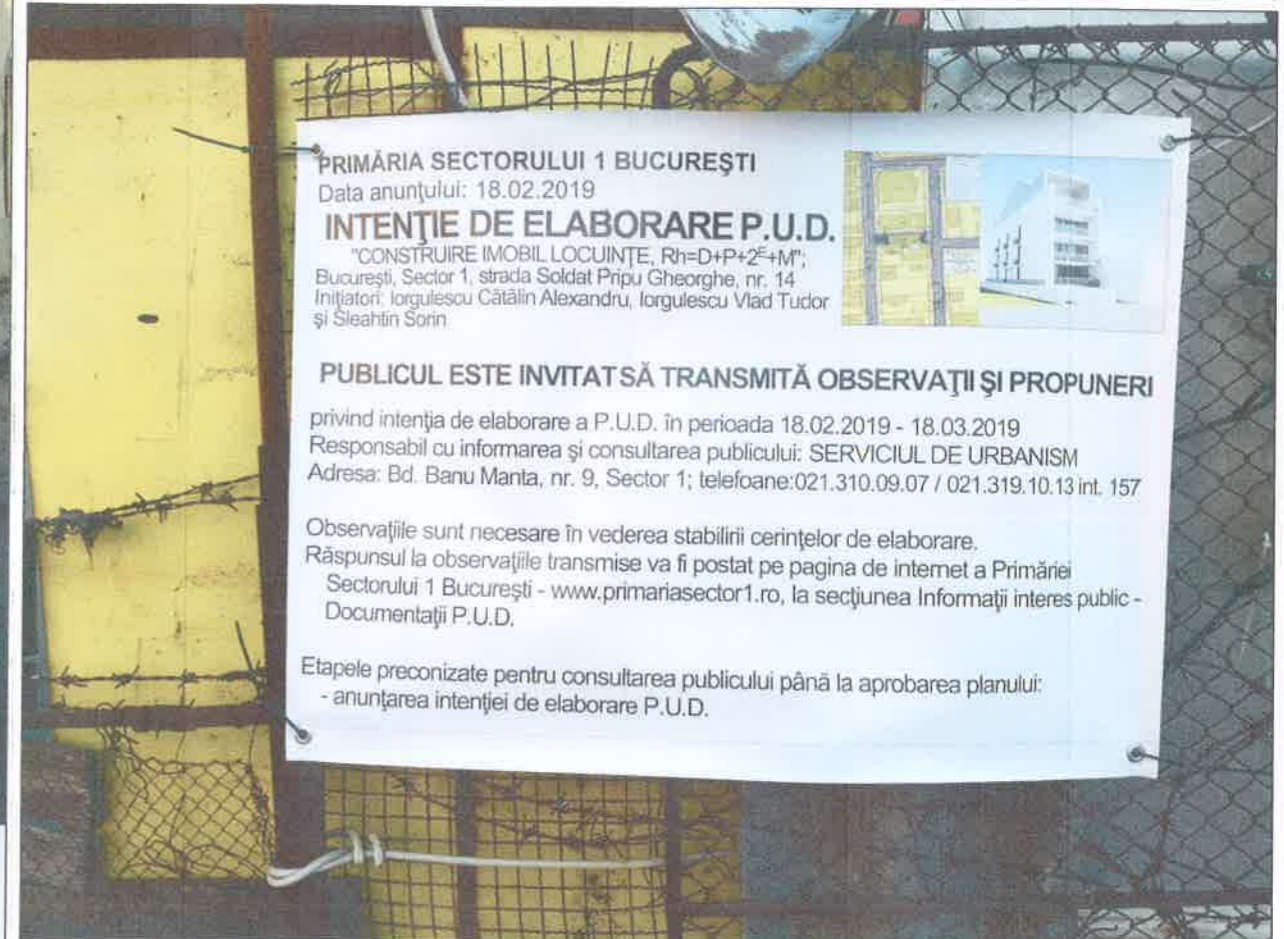 PRIMĂRIA SECTORULUI 1 BUCUREŞTI
Data anunţului: 18.02.2019
INTENŢIE DE ELABORARE P.U.D.
"CONSTRUIRE IMOBIL LOCUINŢE, Rh=D+P+2ᴱ+M";
Bucureşti, Sector 1, strada Soldat Pripu Gheorghe, nr. 14
Iniţiatori: Iorgulescu Cătălin Alexandru, Iorgulescu Vlad Tudor
şi Sleahtin Sorin
PUBLICUL ESTE INVITAT SĂ TRANSMITĂ OBSERVAŢII ŞI PROPUNERI
privind intenţia de elaborare a P.U.D. în perioada 18.02.2019 - 18.03.2019
Responsabil cu informarea şi consultarea publicului: SERVICIUL DE URBANISM
Adresa: Bd. Banu Manta, nr. 9, Sector 1; telefoane:021.310.09.07 / 021.319.10.13 int. 157
Observaţiile sunt necesare în vederea stabilirii cerinţelor de elaborare.
Răspunsul la observaţiile transmise va fi postat pe pagina de internet a Primăriei
Sectorului 1 Bucureşti - www.primariasector1.ro, la secţiunea Informaţii interes public -
Documentaţii P.U.D.
Etapele preconizate pentru consultarea publicului până la aprobarea planului:
- anunţarea intenţiei de elaborare P.U.D.